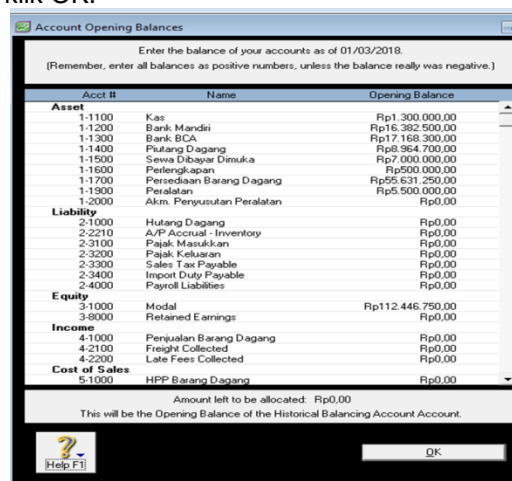 klik OK.
Account Opening Balances
Enter the balance of your accounts as of 01/03/2018.
(Remember, enter all balances as positive numbers, unless the balance really was negative.)
Acct # Name Opening Balance
Asset
1-1100 Kas Rp1.300.000,00
1-1200 Bank Mandiri Rp16.382.500,00
1-1300 Bank BCA Rp17.168.300,00
1-1400 Piutang Dagang Rp8.964.700,00
1-1500 Sewa Dibayar Dimuka Rp7.000.000,00
1-1600 Perlengkapan Rp500.000,00
1-1700 Persediaan Barang Dagang Rp55.631.250,00
1-1900 Peralatan Rp5.500.000,00
1-2000 Akm. Penyusutan Peralatan Rp0,00
Liability
2-1000 Hutang Dagang Rp0,00
2-2210 A/P Accrual - Inventory Rp0,00
2-3100 Pajak Masukkan Rp0,00
2-3200 Pajak Keluaran Rp0,00
2-3300 Sales Tax Payable Rp0,00
2-3400 Import Duty Payable Rp0,00
2-4000 Payroll Liabilities Rp0,00
Equity
3-1000 Modal Rp112.446.750,00
3-8000 Retained Earnings Rp0,00
Income
4-1000 Penjualan Barang Dagang Rp0,00
4-2100 Freight Collected Rp0,00
4-2200 Late Fees Collected Rp0,00
Cost of Sales
5-1000 HPP Barang Dagang Rp0,00
Amount left to be allocated: Rp0,00
This will be the Opening Balance of the Historical Balancing Account Account.
Help F1
OK